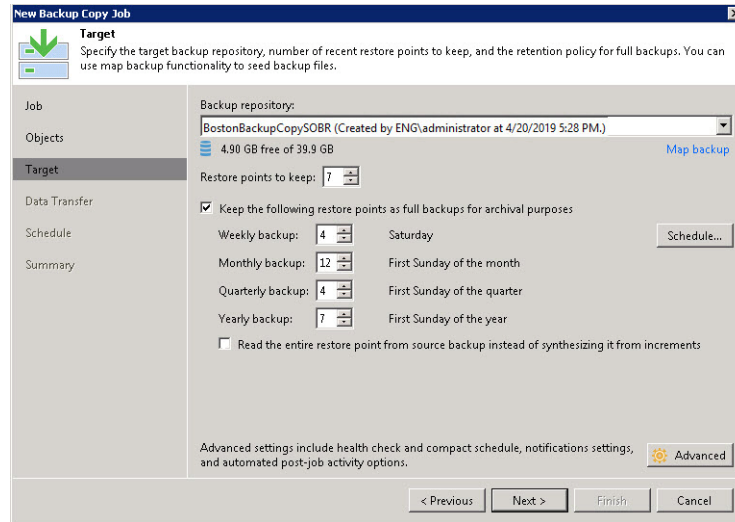 New Backup Copy Job
Target
Specify the target backup repository, number of recent restore points to keep, and the retention policy for full backups. You can
use map backup functionality to seed backup files.
Job
Objects
Target
Data Transfer
Schedule
Summary
Backup repository:
BostonBackupCopySOBR (Created by ENG\administrator at 4/20/2019 5:28 PM.)
4.90 GB free of 39.9 GB
Map backup
Restore points to keep: 7
Keep the following restore points as full backups for archival purposes
Weekly backup: 4 Saturday
Schedule...
Monthly backup: 12 First Sunday of the month
Quarterly backup: 4 First Sunday of the quarter
Yearly backup: 7 First Sunday of the year
Read the entire restore point from source backup instead of synthesizing it from increments
Advanced settings include health check and compact schedule, notifications settings,
and automated post-job activity options.
Advanced
< Previous
Next >
Finish
Cancel